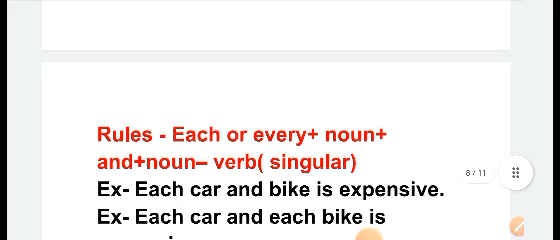 Rules - Each or every+ noun+
and+noun– verb( singular)
Ex- Each car and bike is expensive.
8 / 11
Ex- Each car and each bike is